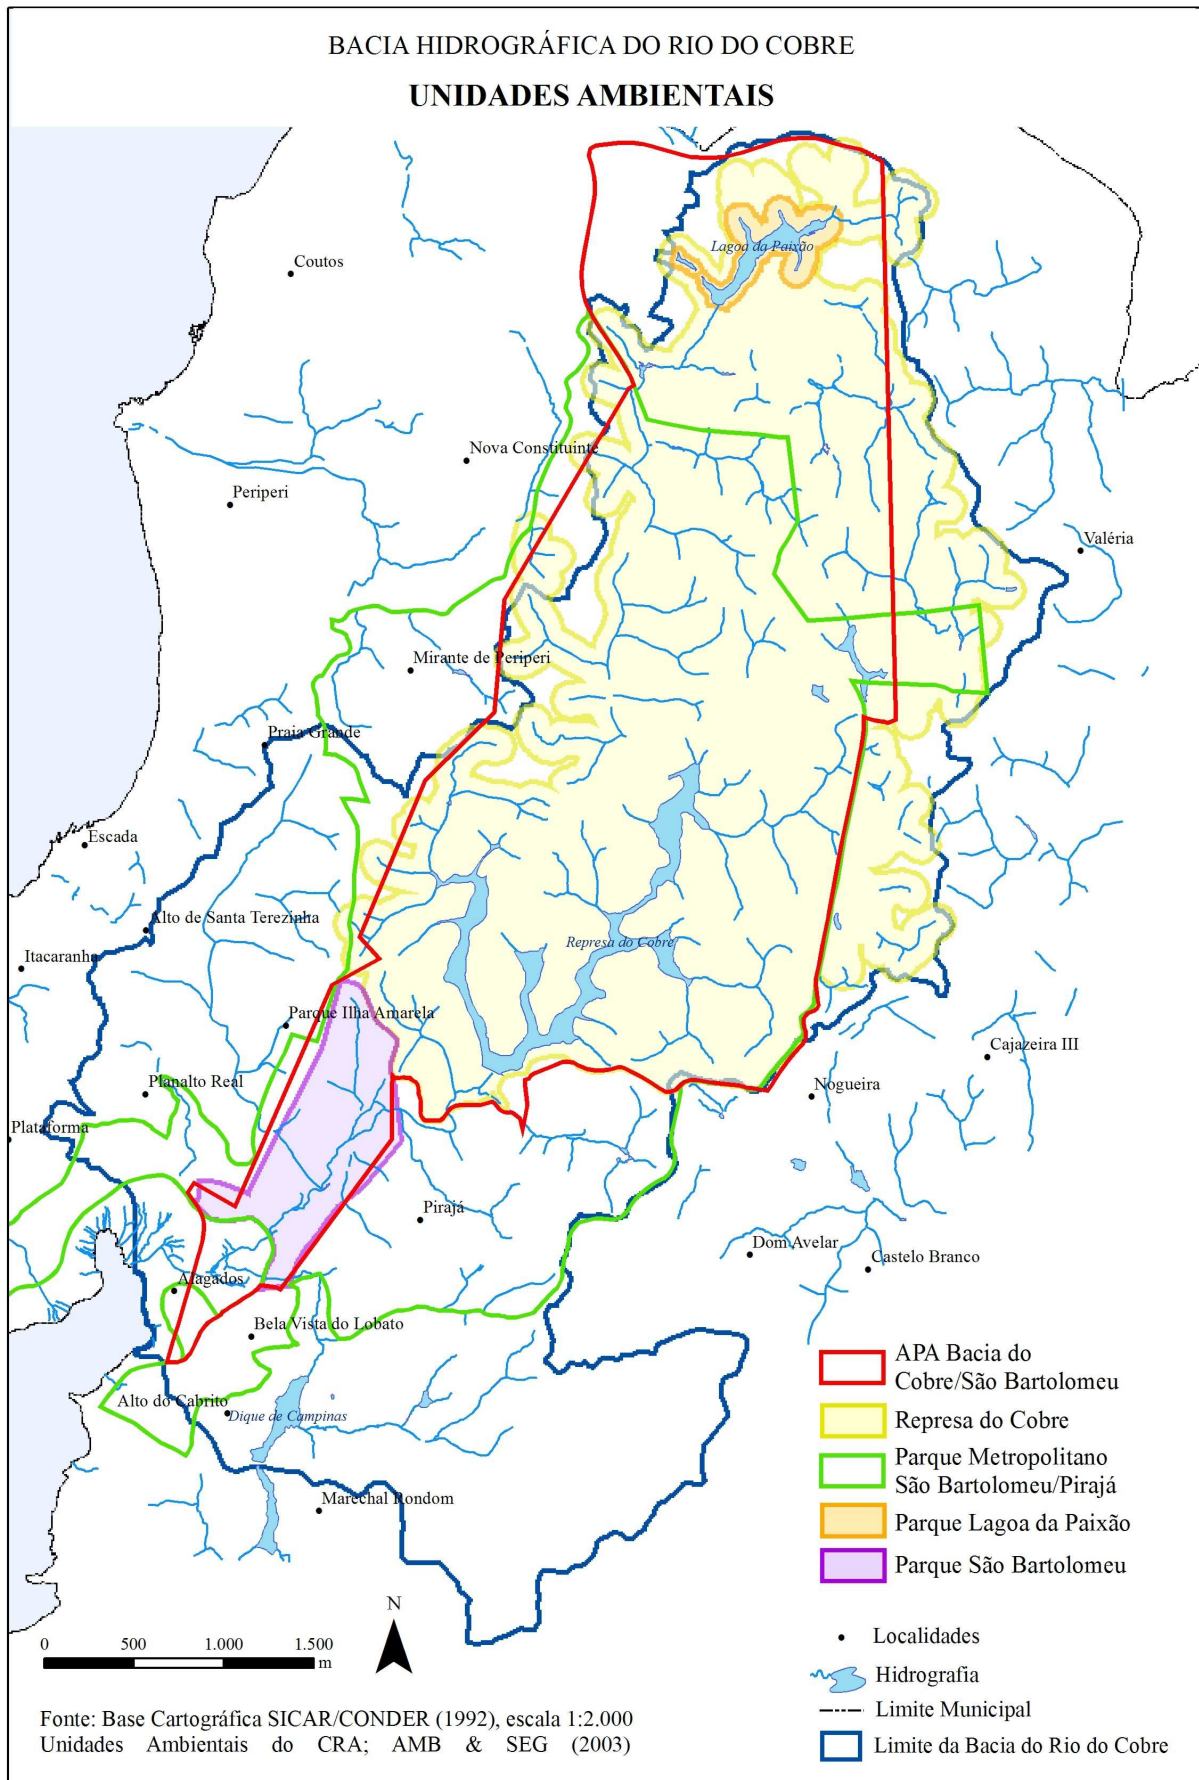 BACIA HIDROGRÁFICA DO RIO DO COBRE
UNIDADES AMBIENTAIS
Lagoa da Paixão
Coutos
Nova Constituinte
Periperi
Valéria
Mirante de Periperi
Praia Grande
Escada
Alto de Santa Terezinha
Represa do Cobre
Itacaranha
Parque Ilha Amarela
Cajazeira III
Planalto Real
Nogueira
Plataforma
Pirajá
Dom Avelar
Castelo Branco
Alagados
Bela Vista do Lobato
Alto do Cabrito
Dique de Campinas
Marechal Rondom
APA Bacia do
Cobre/São Bartolomeu
Represa do Cobre
Parque Metropolitano
São Bartolomeu/Pirajá
Parque Lagoa da Paixão
Parque São Bartolomeu
N
0 500 1.000 1.500
m
Localidades
Hidrografia
Limite Municipal
Limite da Bacia do Rio do Cobre
Fonte: Base Cartográfica SICAR/CONDER (1992), escala 1:2.000
Unidades Ambientais do CRA; AMB & SEG (2003)